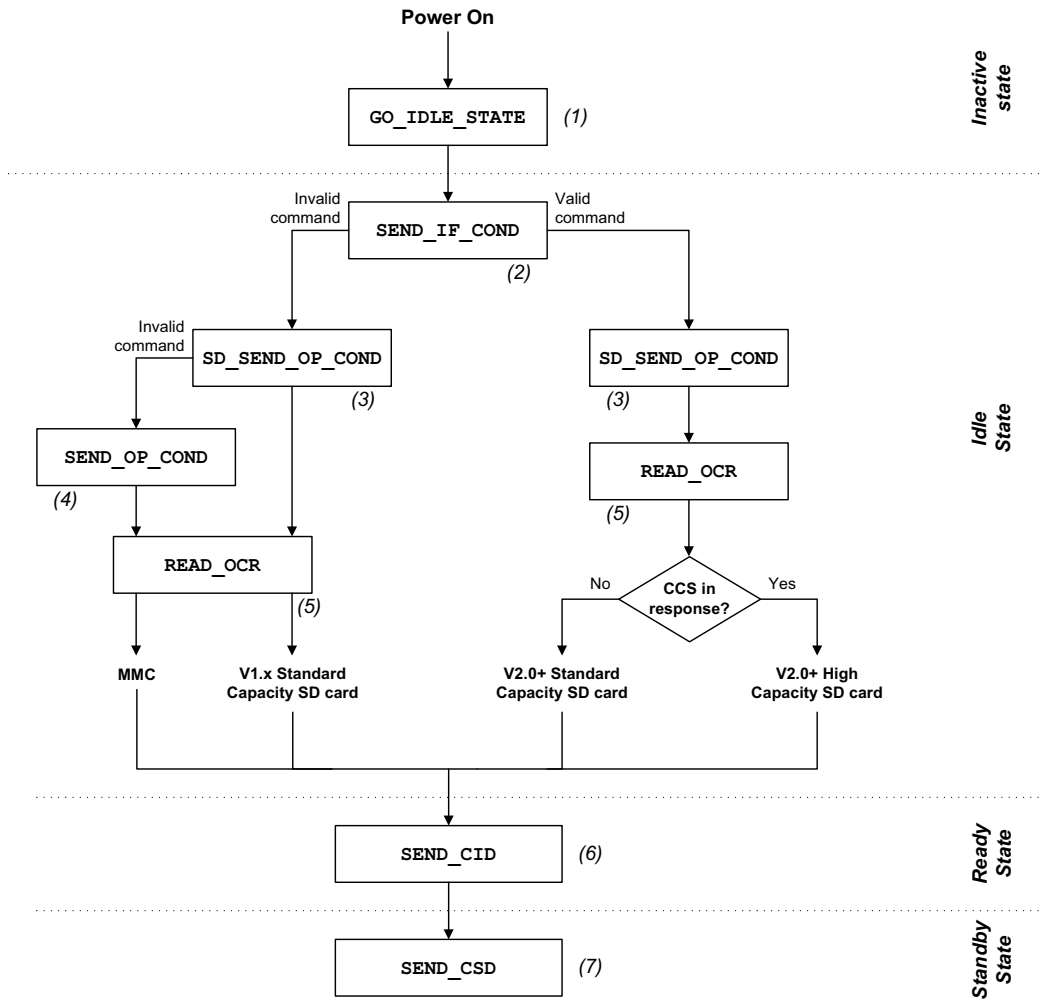 Power On
GO_IDLE_STATE
(1)
Inactive
state
Invalid
command
Valid
command
SEND_IF_COND
(2)
Invalid
command
SD_SEND_OP_COND
(3)
SD_SEND_OP_COND
(3)
SEND_OP_COND
(4)
READ_OCR
(5)
Idle
State
READ_OCR
(5)
No
CCS in
response?
Yes
MMC
V1.x Standard
Capacity SD card
V2.0+ Standard
Capacity SD card
V2.0+ High
Capacity SD card
SEND_CID
(6)
Ready
State
SEND_CSD
(7)
Standby
State